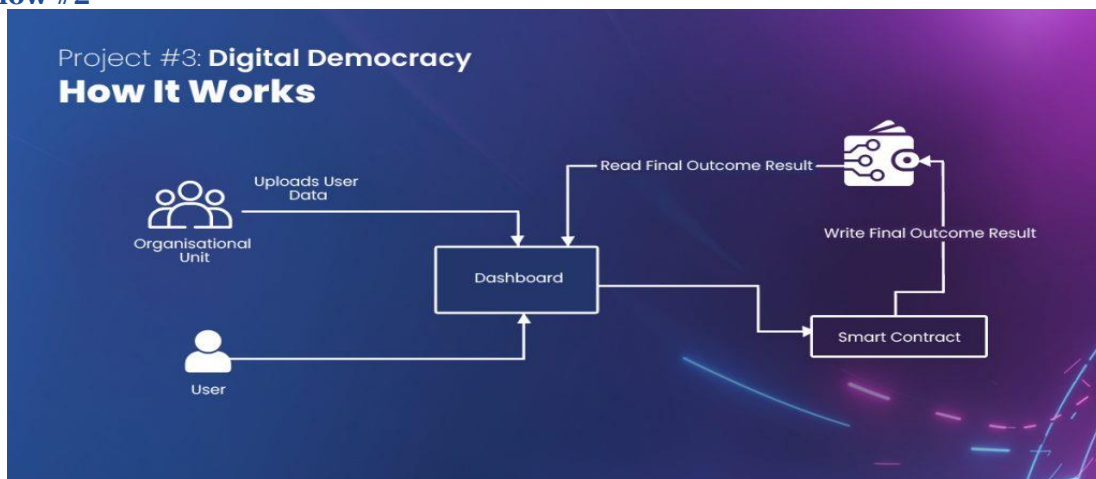 Project #3: Digital Democracy
How It Works
Uploads User
Data
Read Final Outcome Result
Organisational
Unit
Write Final Outcome Result
Dashboard
Smart Contract
User